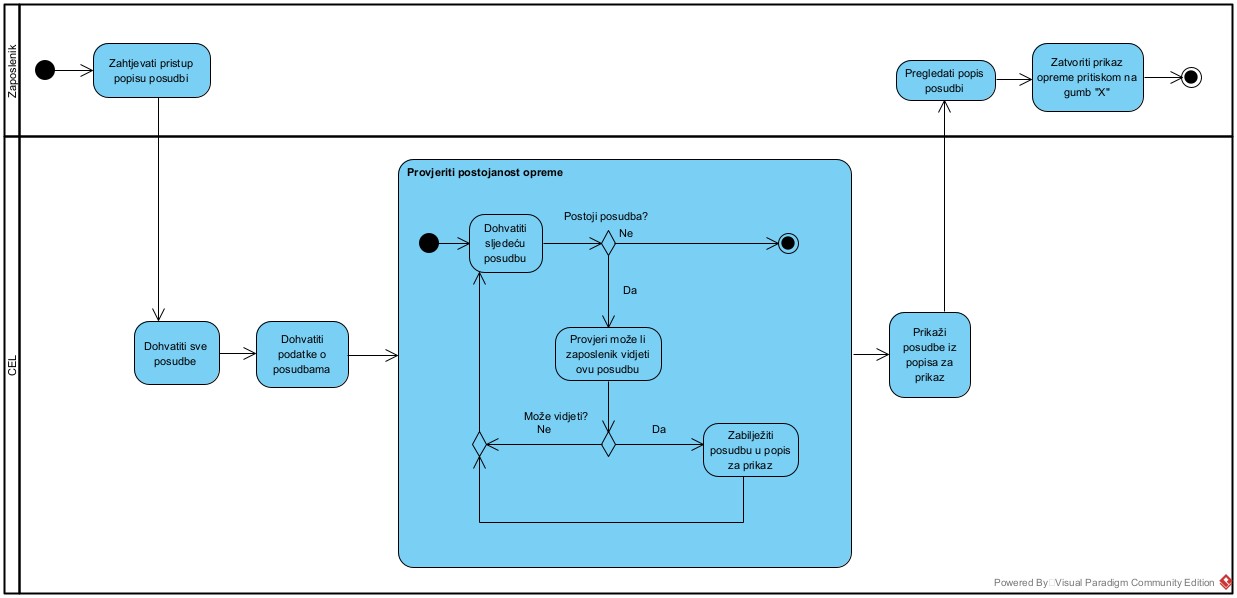 Zaposlenik
Zahtjevati pristup
popisu posudbi
Pregledati popis
posudbi
Zatvoriti prikaz
opreme pritiskom na
gumb "X"
CEL
Dohvatiti sve
posudbe
Dohvatiti
podatke o
posudbama
Provjeriti postojanost opreme
Dohvatiti
sljedeću
posudbu
Postoji posudba?
Ne
Da
Provjeri može li
zaposlenik vidjeti
ovu posudbu
Može vidjeti?
Ne
Da
Zabilježiti
posudbu u popis
za prikaz
Prikaži
posudbe iz
popisa za
prikaz
Powered By Visual Paradigm Community Edition